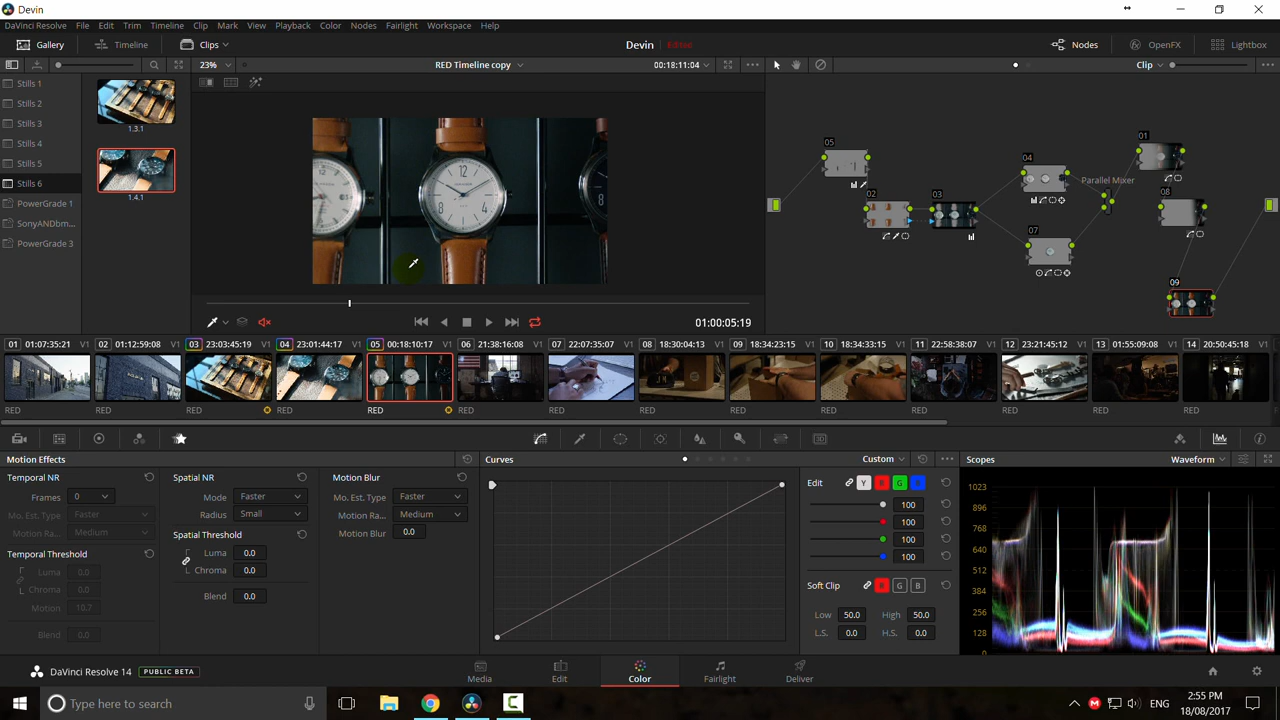 Devin
DaVinci Resolve File Edit Trim Timeline Clip Mark View Playback Color Nodes Fairlight Workspace Help
Gallery Timeline Clips Devin Edited Nodes OpenFX Lightbox
23% RED Timeline copy 00:18:11:04 Clip
Stills 1
Stills 2
Stills 3
Stills 4
Stills 5
Stills 6
PowerGrade 1
SonyANDbm...
PowerGrade 3
1.3.1
1.4.1
05
02
03
04
07
Parallel Mixer
01
08
09
01:00:05:19
01 01:07:35:21 V1 02 01:12:59:08 V1 03 23:03:45:19 V1 04 23:01:44:17 V1 05 00:18:10:17 V1 06 21:38:16:08 V1 07 22:07:35:07 V1 08 18:30:04:13 V1 09 18:34:23:15 V1 10 18:34:33:15 V1 11 22:58:38:07 V1 12 23:21:45:12 V1 13 01:55:09:08 V1 14 20:50:45:18 V1
RED RED RED RED RED RED RED RED RED RED RED RED RED RED
Motion Effects
Temporal NR
Frames 0
Mo. Est. Type Faster
Motion Ra... Medium
Temporal Threshold
Luma 0.0
Chroma 0.0
Motion 10.7
Blend 0.0
Spatial NR
Mode Faster
Radius Small
Spatial Threshold
Luma 0.0
Chroma 0.0
Blend 0.0
Motion Blur
Mo. Est. Type Faster
Motion Ra... Medium
Motion Blur 0.0
Curves Custom
Edit Y R G B
100
100
100
100
Soft Clip R G B
Low 50.0 High 50.0
L.S. 0.0 H.S. 0.0
Scopes Waveform
1023
896
768
640
512
384
256
128
0
DaVinci Resolve 14 PUBLIC BETA
Media Edit Color Fairlight Deliver
Type here to search
ENG
2:55 PM
18/08/2017